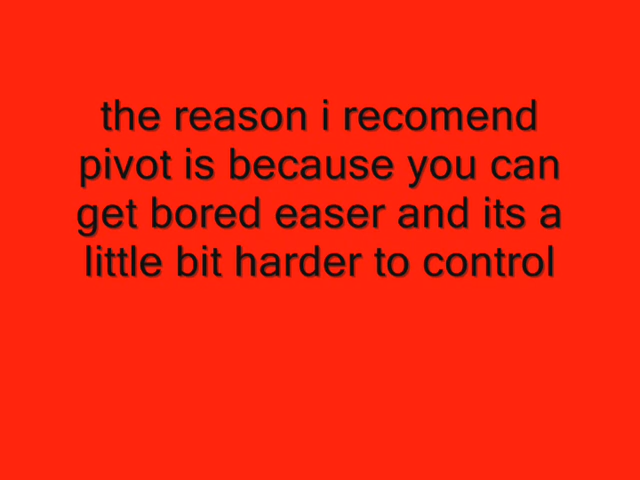 the reason i recomend
pivot is because you can
get bored easer and its a
little bit harder to control